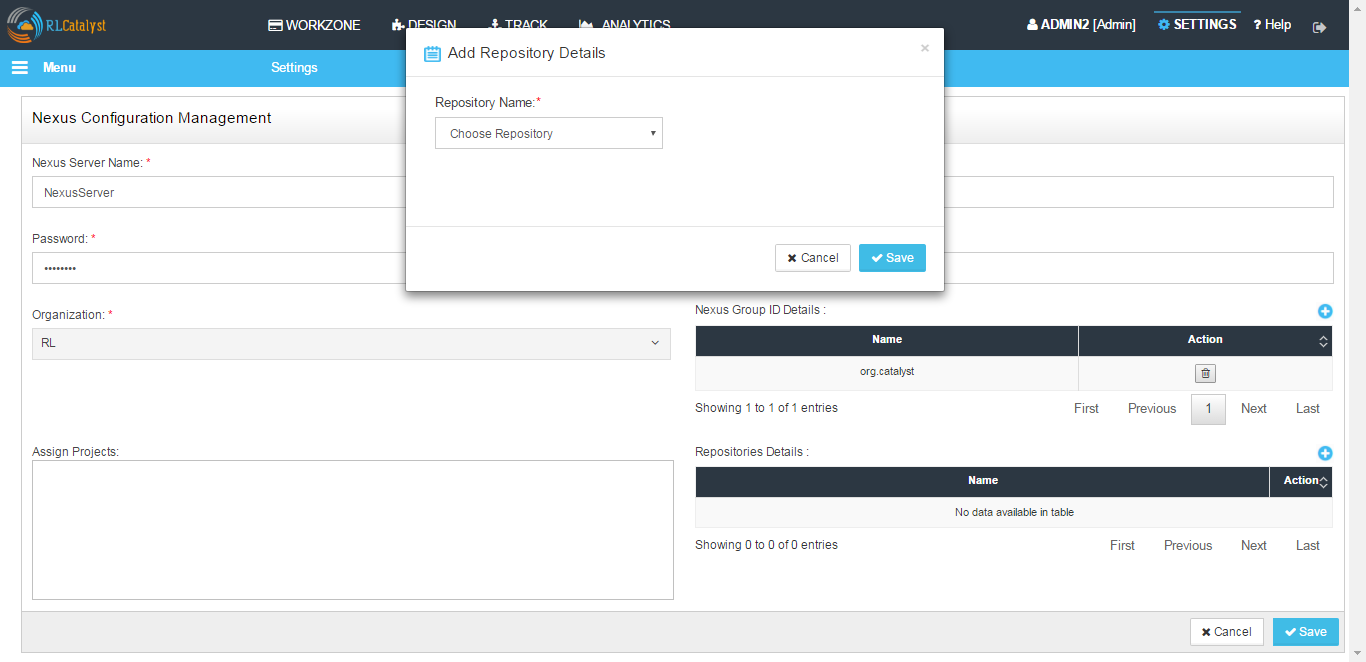 RLCatalyst
WORKZONE
DESIGN
TRACK
ANALYTICS
ADMIN2 [Admin]
SETTINGS
? Help
Menu
Settings
Add Repository Details
×
Repository Name:*
Choose Repository
Cancel
Save
Nexus Configuration Management
Nexus Server Name: *
NexusServer
Password: *
••••••••
Organization: *
RL
Nexus Group ID Details :
Name Action
org.catalyst
Showing 1 to 1 of 1 entries
First Previous 1 Next Last
Assign Projects:
Repositories Details :
Name Action
No data available in table
Showing 0 to 0 of 0 entries
First Previous Next Last
Cancel
Save